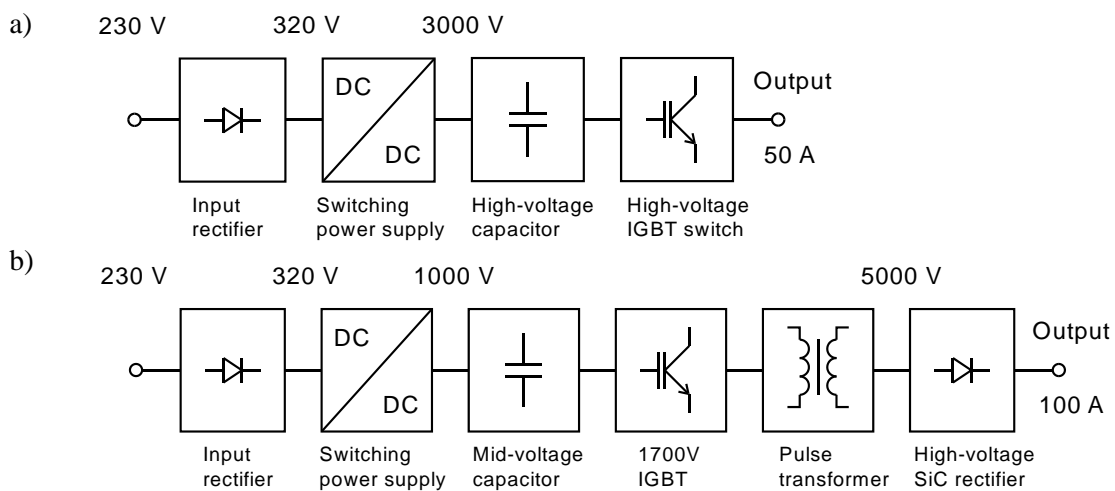 a)
230 V 320 V 3000 V
DC
DC
Output
50 A
Input
rectifier
Switching
power supply
High-voltage
capacitor
High-voltage
IGBT switch
b)
230 V 320 V 1000 V 5000 V
DC
DC
Output
100 A
Input
rectifier
Switching
power supply
Mid-voltage
capacitor
1700V
IGBT
Pulse
transformer
High-voltage
SiC rectifier